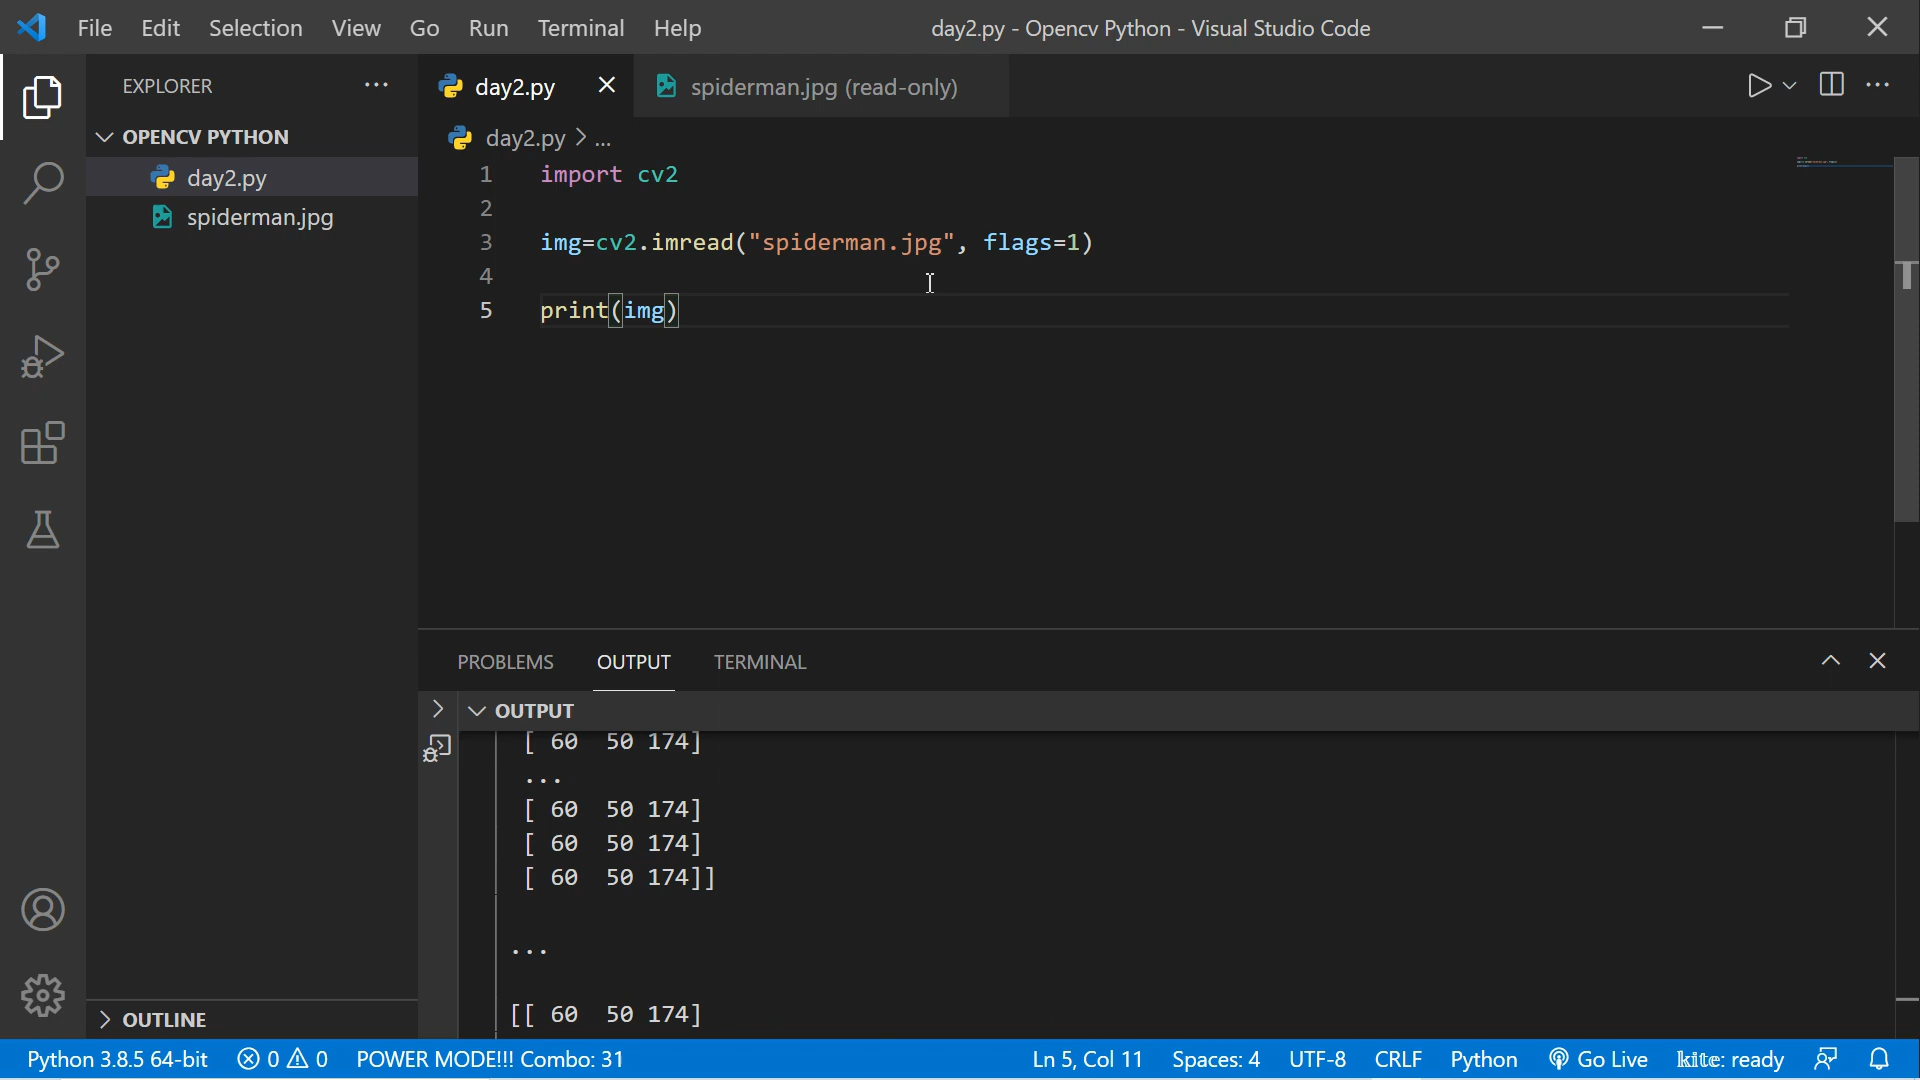 File Edit Selection View Go Run Terminal Help day2.py - Opencv Python - Visual Studio Code
EXPLORER ...
day2.py
spiderman.jpg (read-only)
OPENCV PYTHON
day2.py
spiderman.jpg
day2.py > ...
1 import cv2
2
3 img=cv2.imread("spiderman.jpg", flags=1)
4
5 print(img)
PROBLEMS OUTPUT TERMINAL
OUTPUT
[ 60  50 174]
...
[ 60  50 174]
[ 60  50 174]
[ 60  50 174]]
...
[[ 60  50 174]
OUTLINE
Python 3.8.5 64-bit 0 0 POWER MODE!!! Combo: 31 Ln 5, Col 11 Spaces: 4 UTF-8 CRLF Python Go Live kite: ready